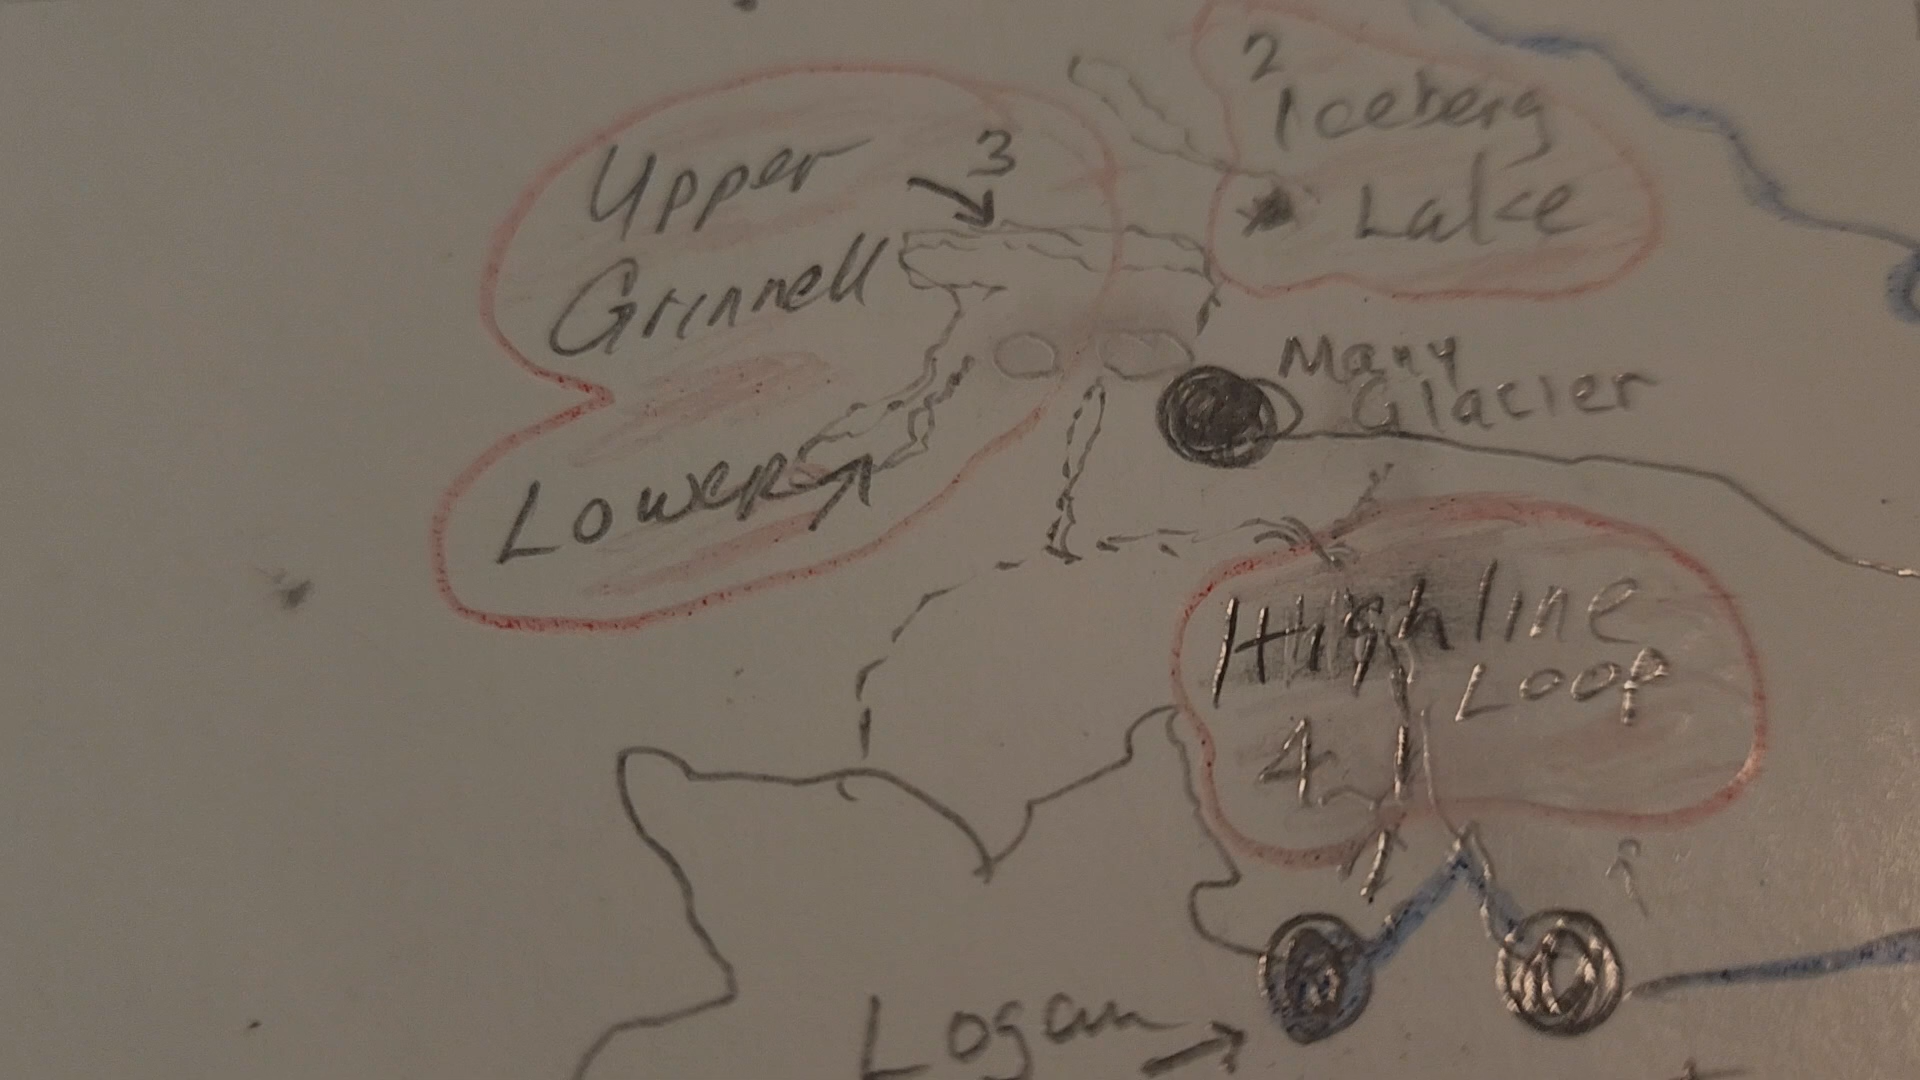 2
Iceberg
Lake
3
Upper
Grinnell
Lower
Many
Glacier
Highline
Loop
4
Logan